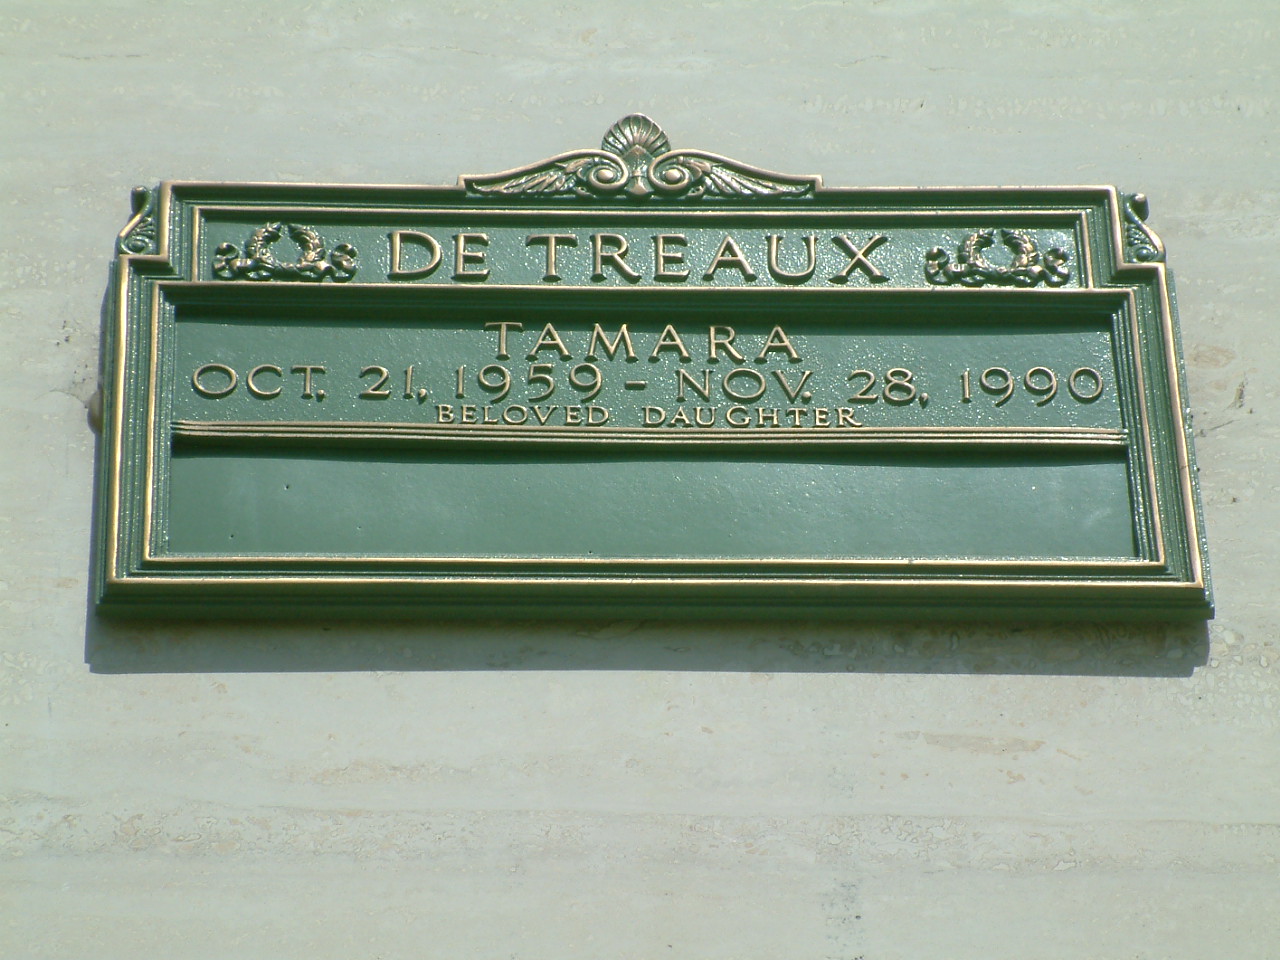 DE TREAUX
TAMARA
OCT. 21, 1959 - NOV. 28, 1990
BELOVED DAUGHTER